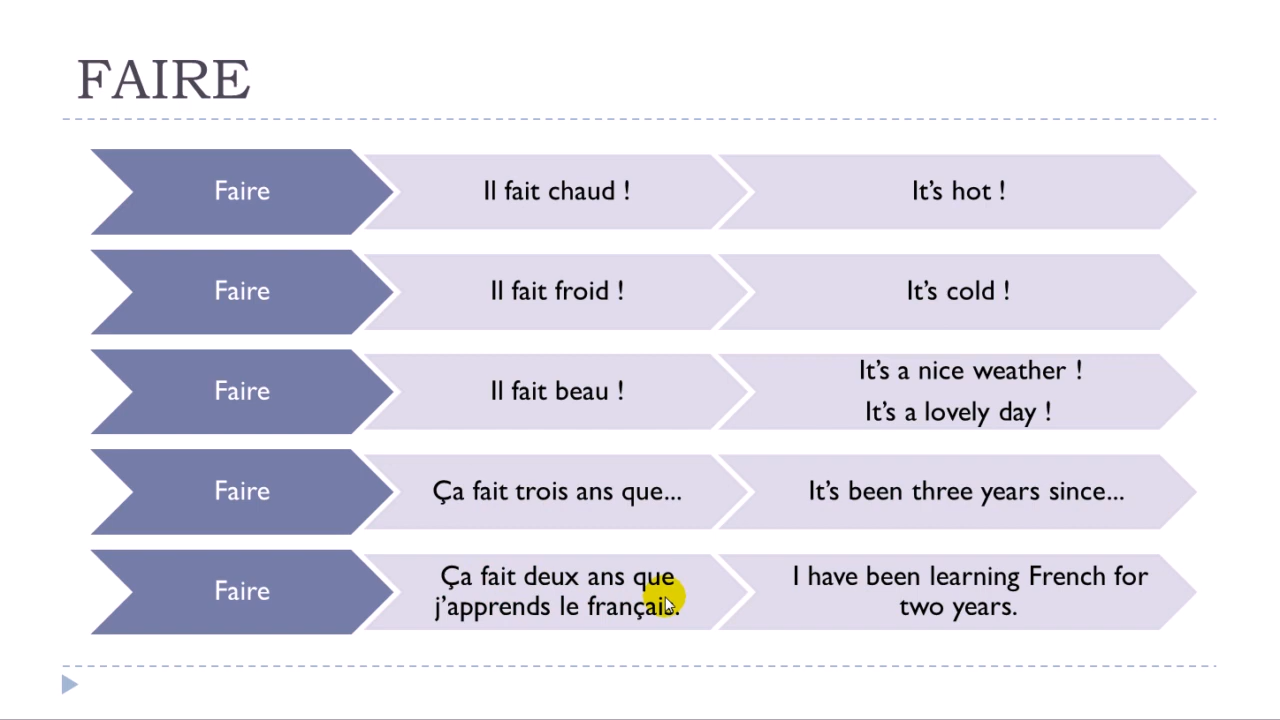 FAIRE
Faire
Il fait chaud !
It's hot !
Faire
Il fait froid !
It's cold !
Faire
Il fait beau !
It's a nice weather !
It's a lovely day !
Faire
Ça fait trois ans que...
It's been three years since...
Faire
Ça fait deux ans que
j'apprends le français.
I have been learning French for
two years.